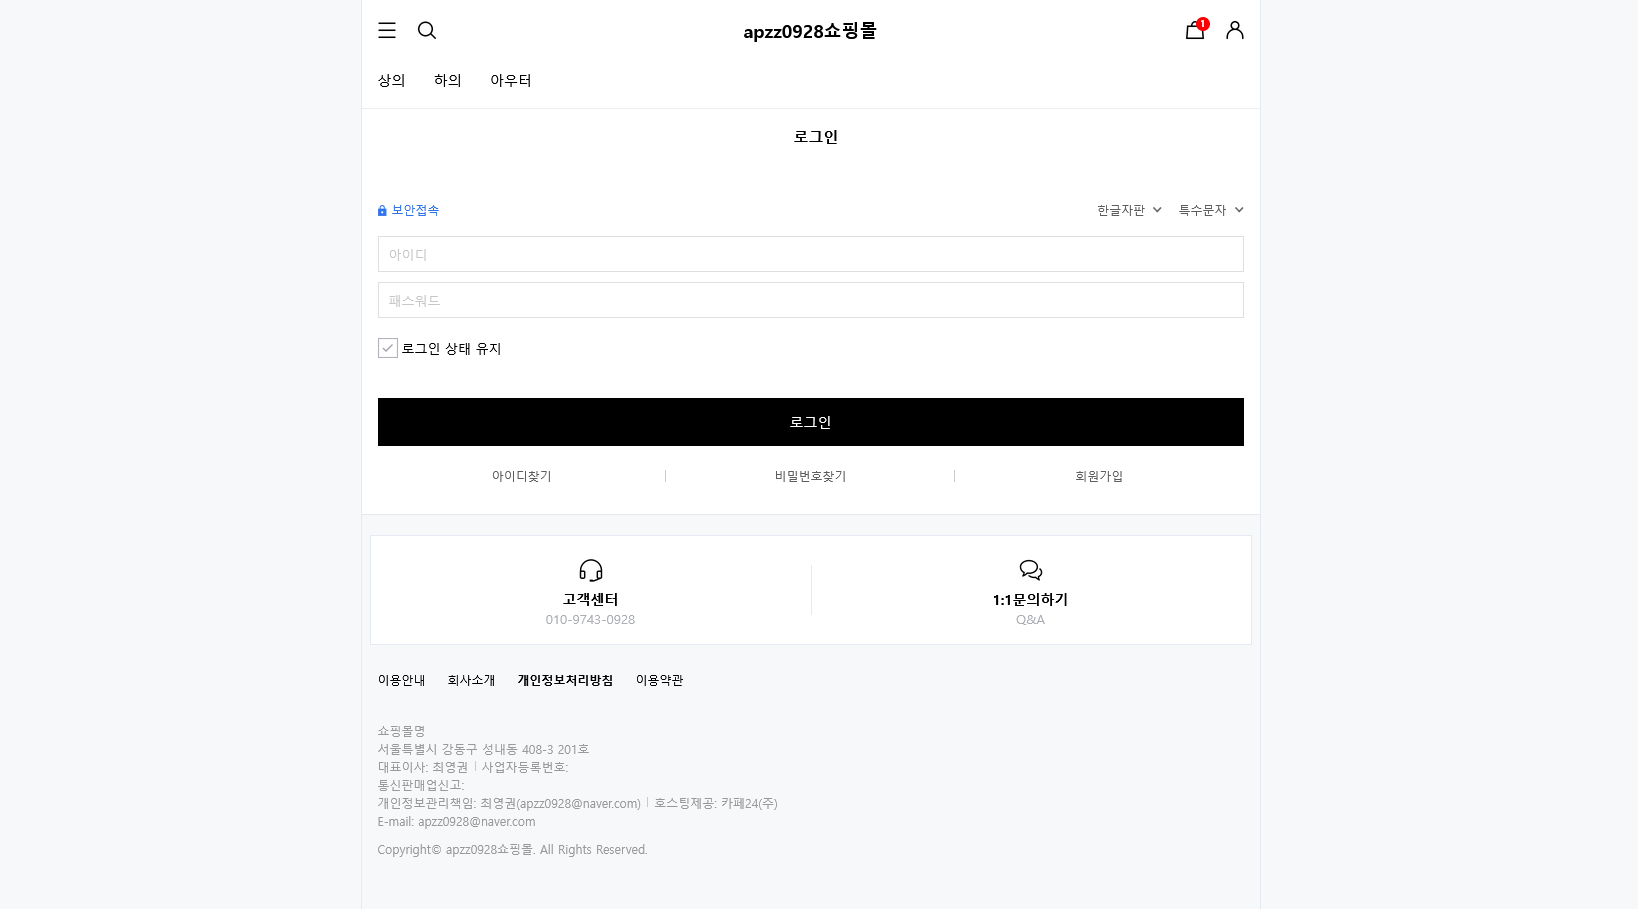 apzz0928쇼핑몰
1
상의 하의 아우터
로그인
보안접속 한글자판 특수문자
아이디
패스워드
로그인 상태 유지
로그인
아이디찾기 비밀번호찾기 회원가입
고객센터
010-9743-0928
1:1문의하기
Q&A
이용안내 회사소개 개인정보처리방침 이용약관
쇼핑몰명
서울특별시 강동구 성내동 408-3 201호
대표이사: 최영권 사업자등록번호:
통신판매업신고:
개인정보관리책임: 최영권(apzz0928@naver.com) 호스팅제공: 카페24(주)
E-mail: apzz0928@naver.com
Copyright© apzz0928쇼핑몰. All Rights Reserved.